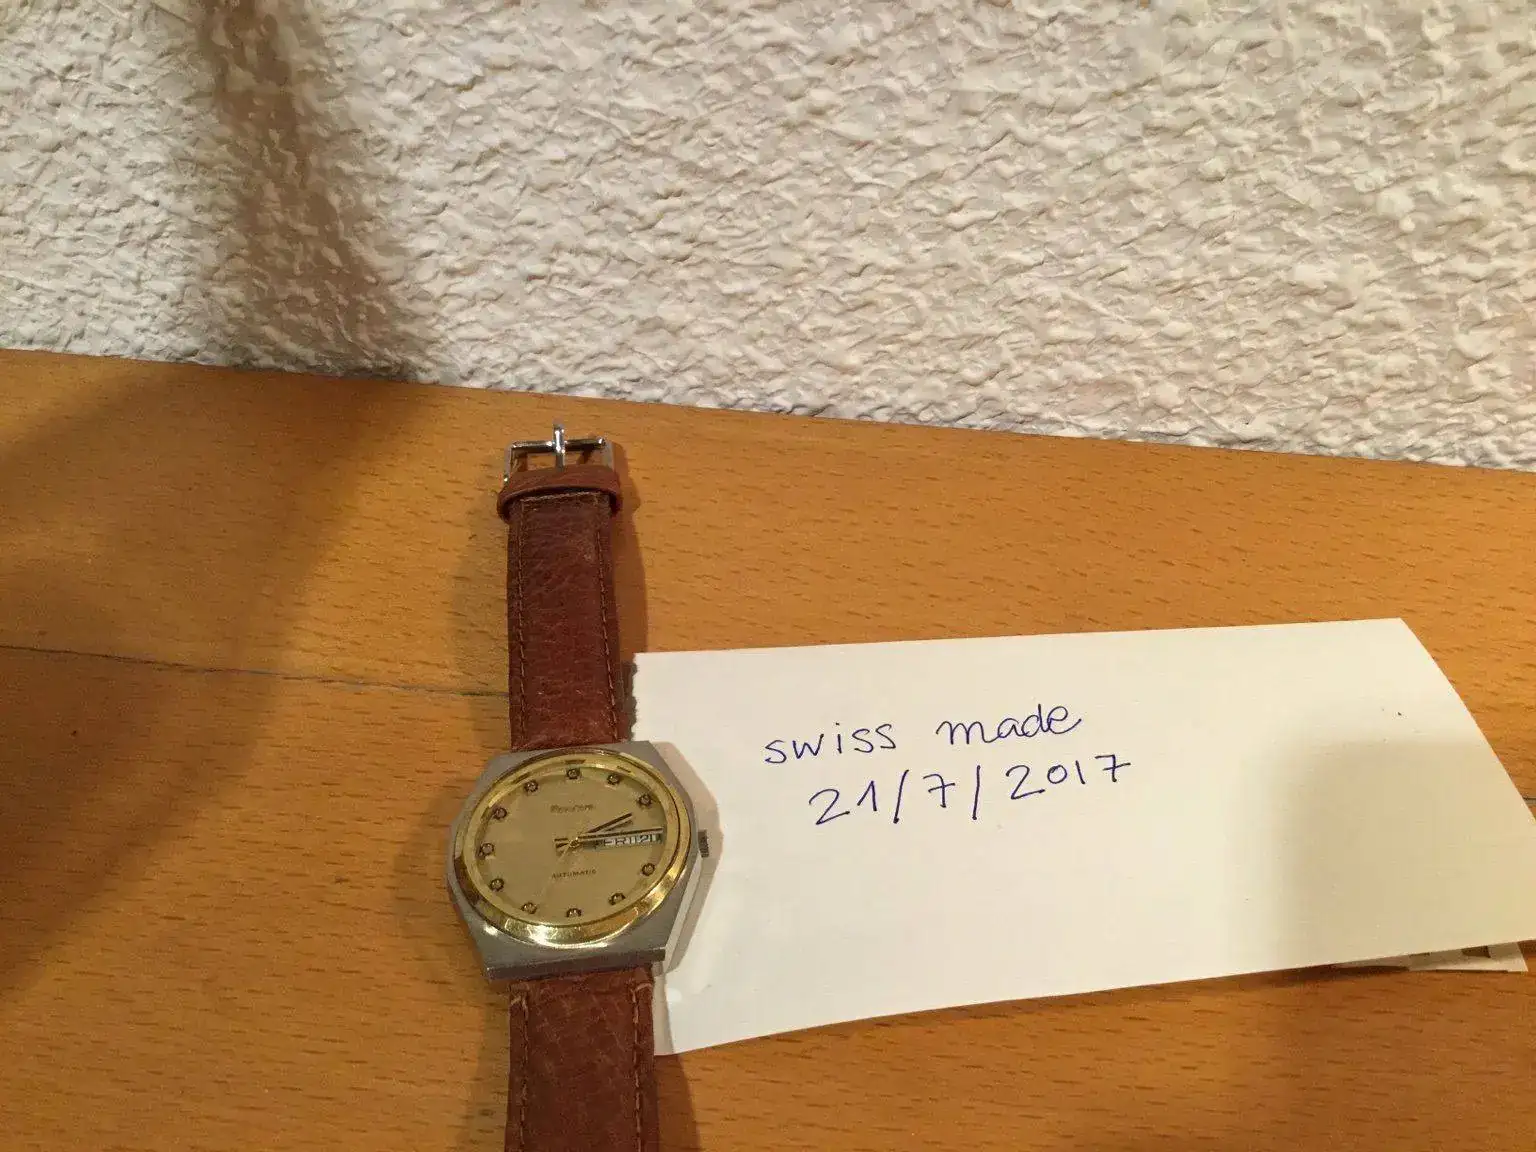 swiss made
21/7/2017
AUTOMATIC
FRI 21